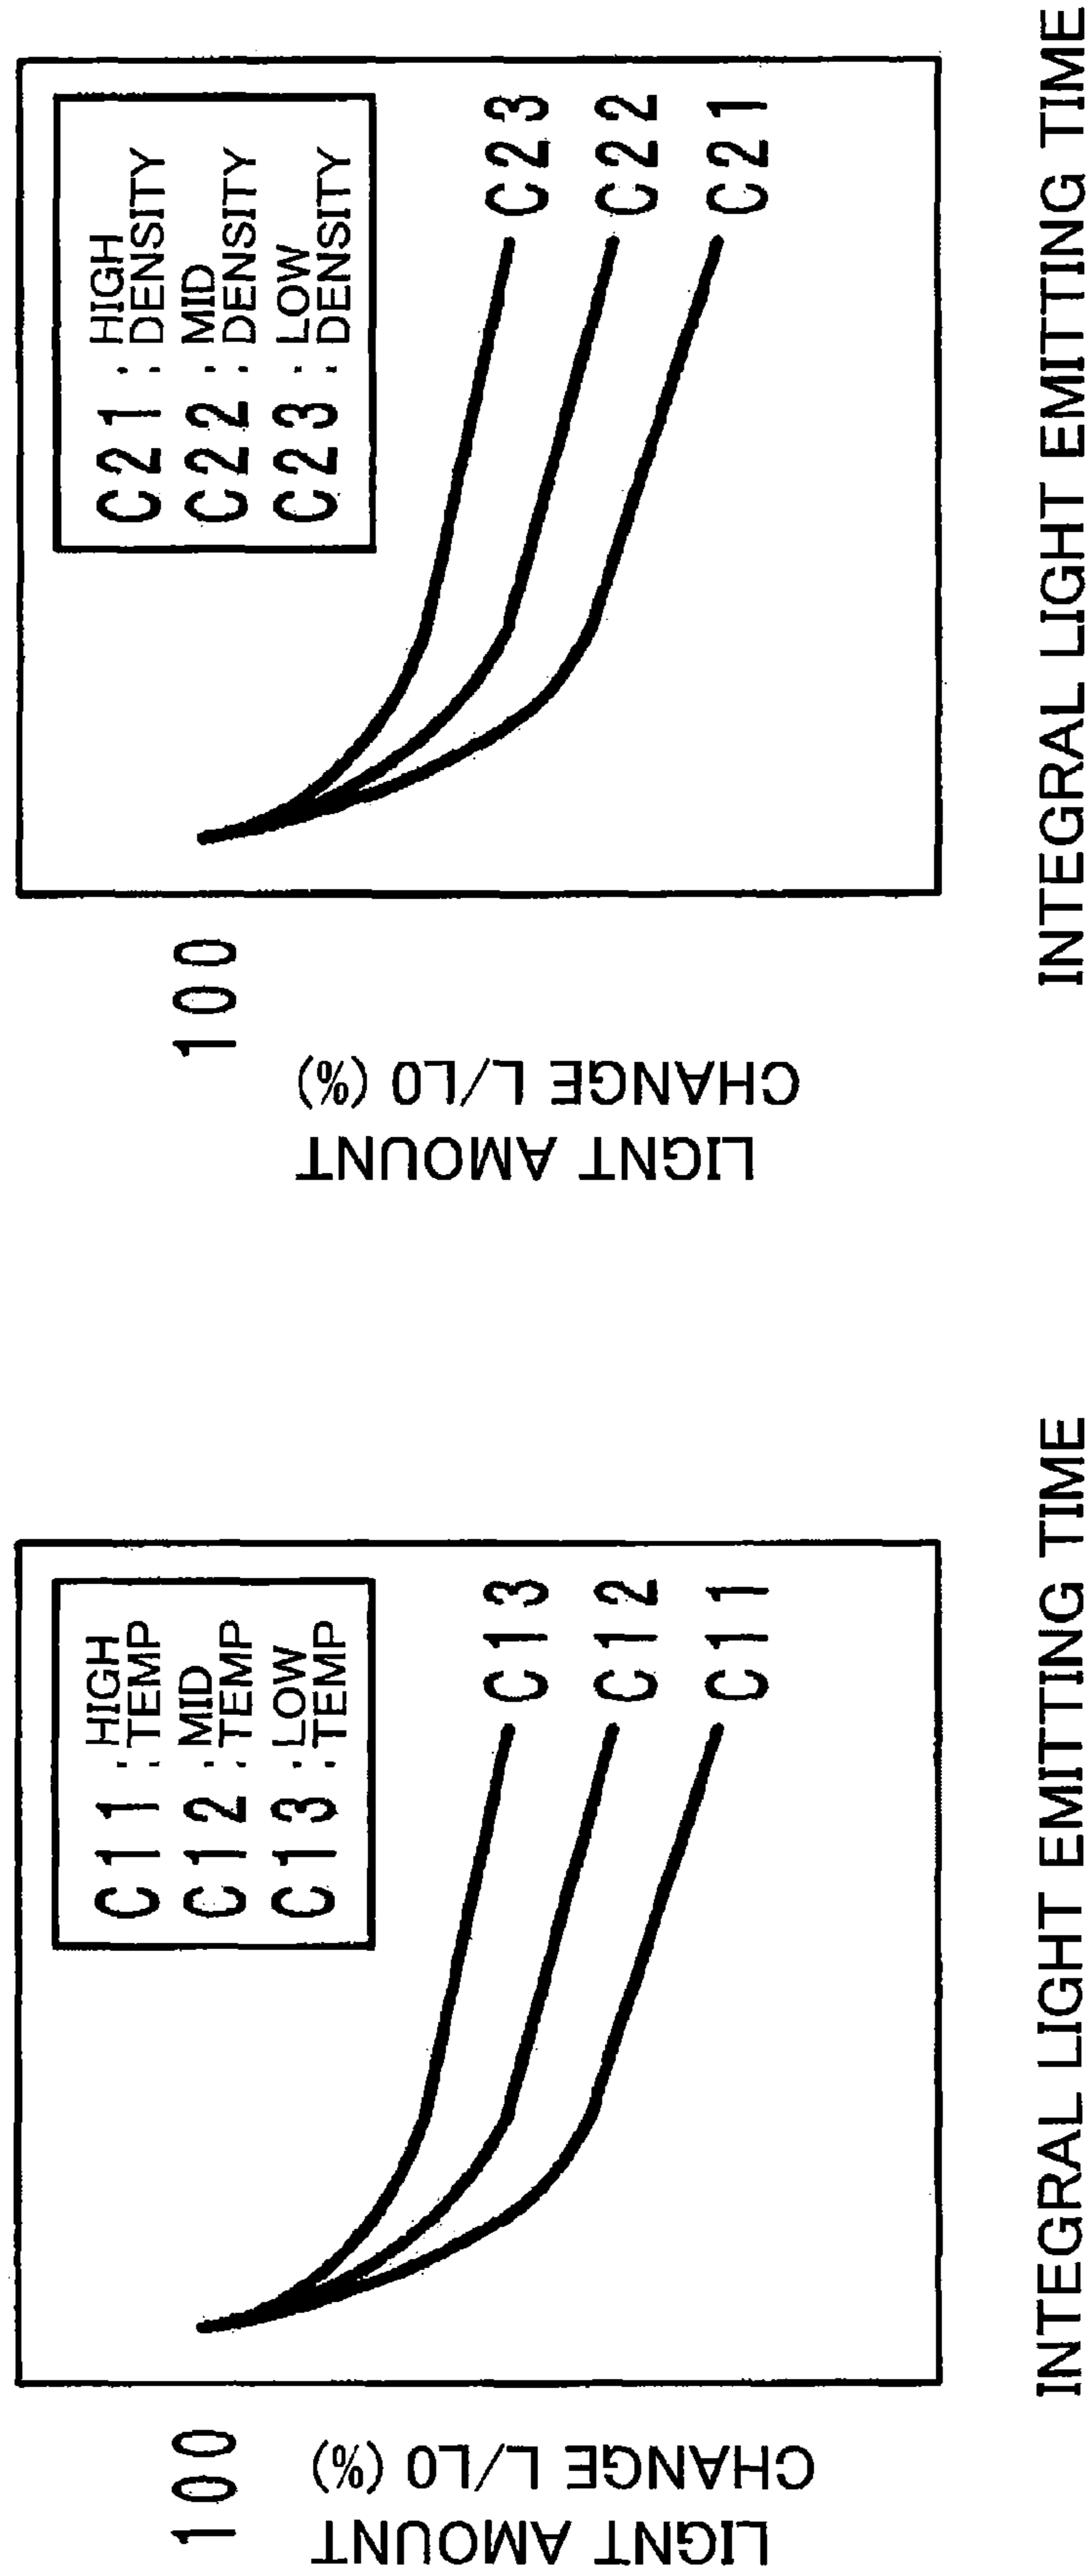 LIGNT AMOUNT
CHANGE L/L0 (%)
100
C11 : HIGH
TEMP
C12 : MID
TEMP
C13 : LOW
TEMP
C13
C12
C11
INTEGRAL LIGHT EMITTING TIME
LIGNT AMOUNT
CHANGE L/L0 (%)
100
C21 : HIGH
DENSITY
C22 : MID
DENSITY
C23 : LOW
DENSITY
C23
C22
C21
INTEGRAL LIGHT EMITTING TIME